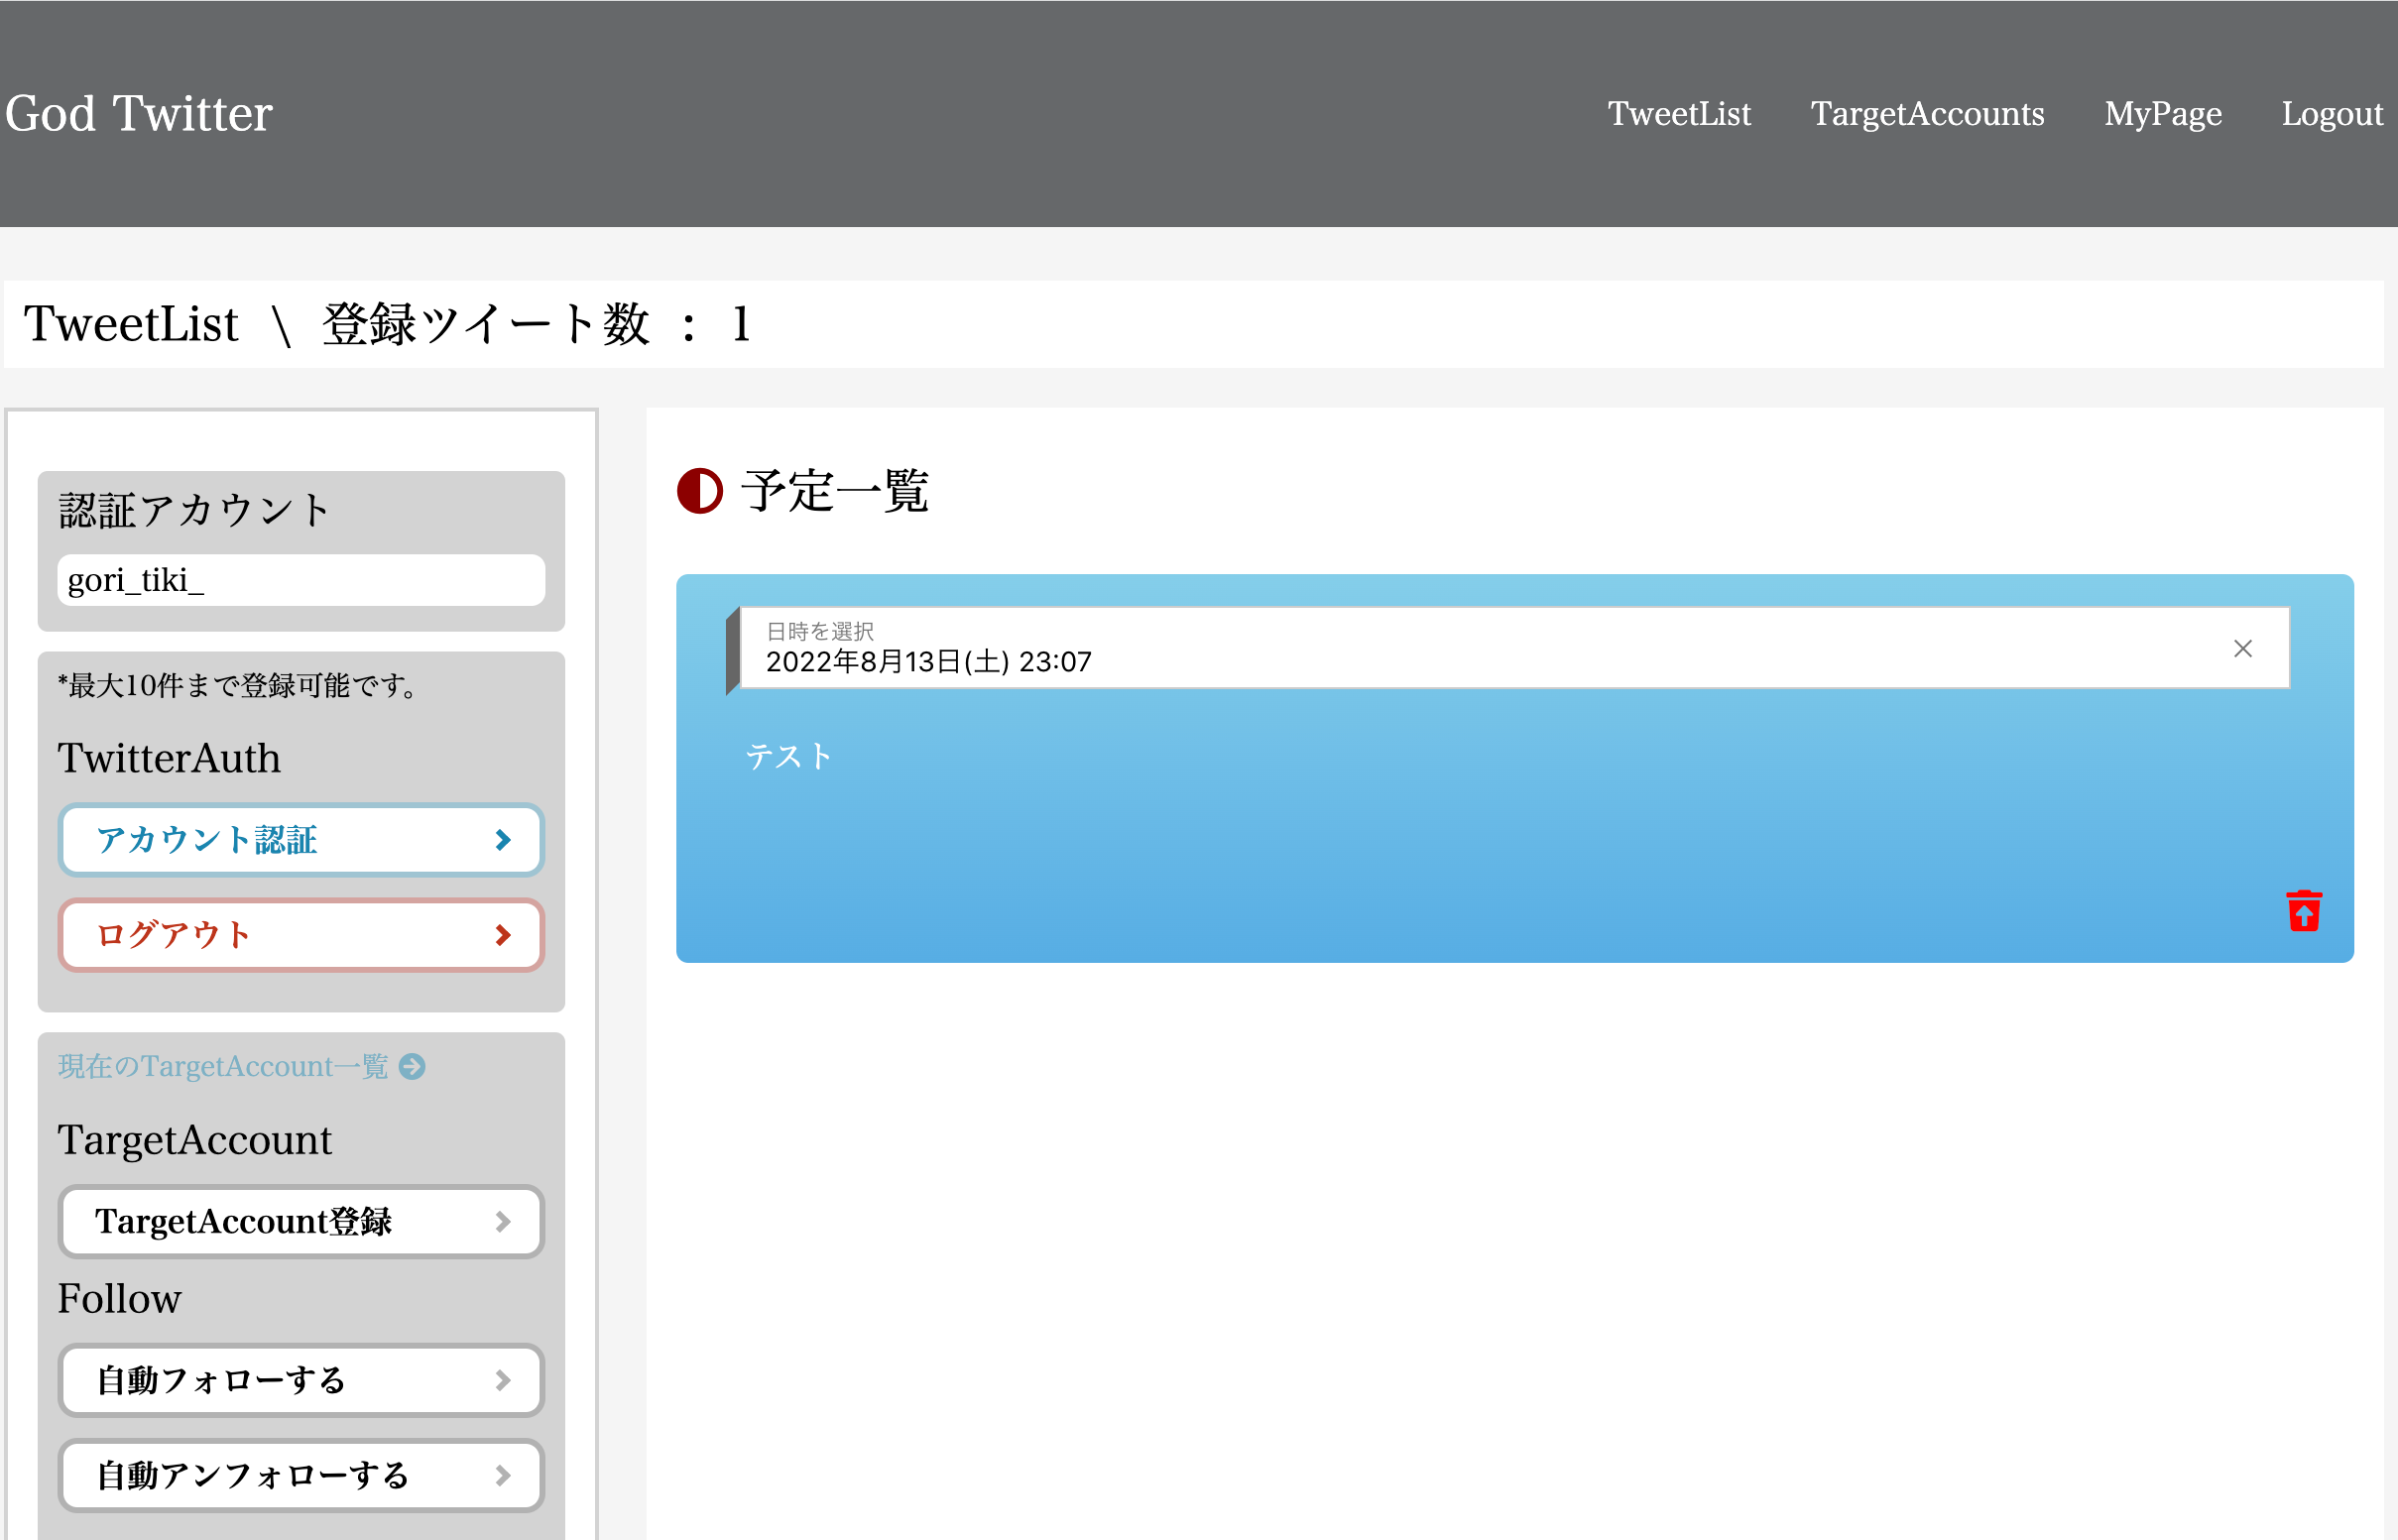 God Twitter
TweetList TargetAccounts MyPage Logout
TweetList \ 登録ツイート数 : 1
認証アカウント
gori_tiki_
*最大10件まで登録可能です。
TwitterAuth
アカウント認証
ログアウト
現在のTargetAccount一覧
TargetAccount
TargetAccount登録
Follow
自動フォローする
自動アンフォローする
予定一覧
日時を選択
2022年8月13日(土) 23:07
テスト